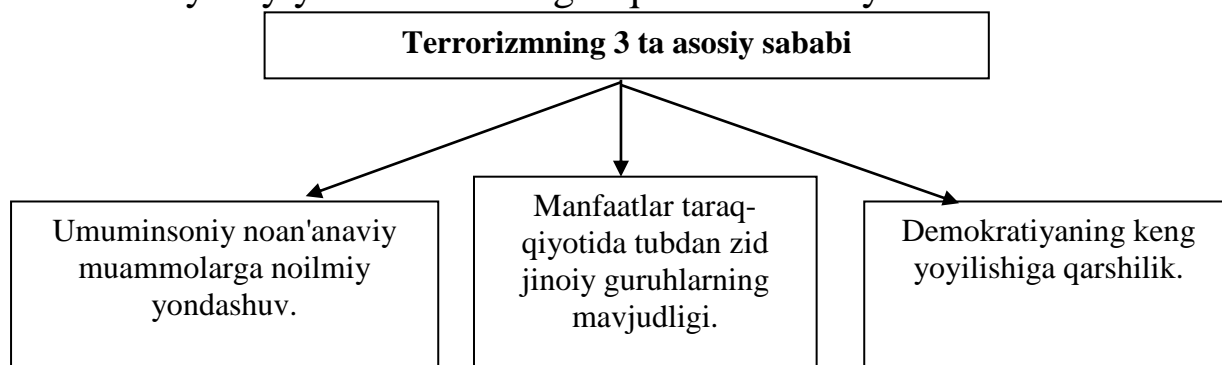 Terrorizmning 3 ta asosiy sababi
Umuminsoniy noan'anaviy
muammolarga noilmiy
yondashuv.
Manfaatlar taraq-
qiyotida tubdan zid
jinoiy guruhlarning
mavjudligi.
Demokratiyaning keng
yoyilishiga qarshilik.